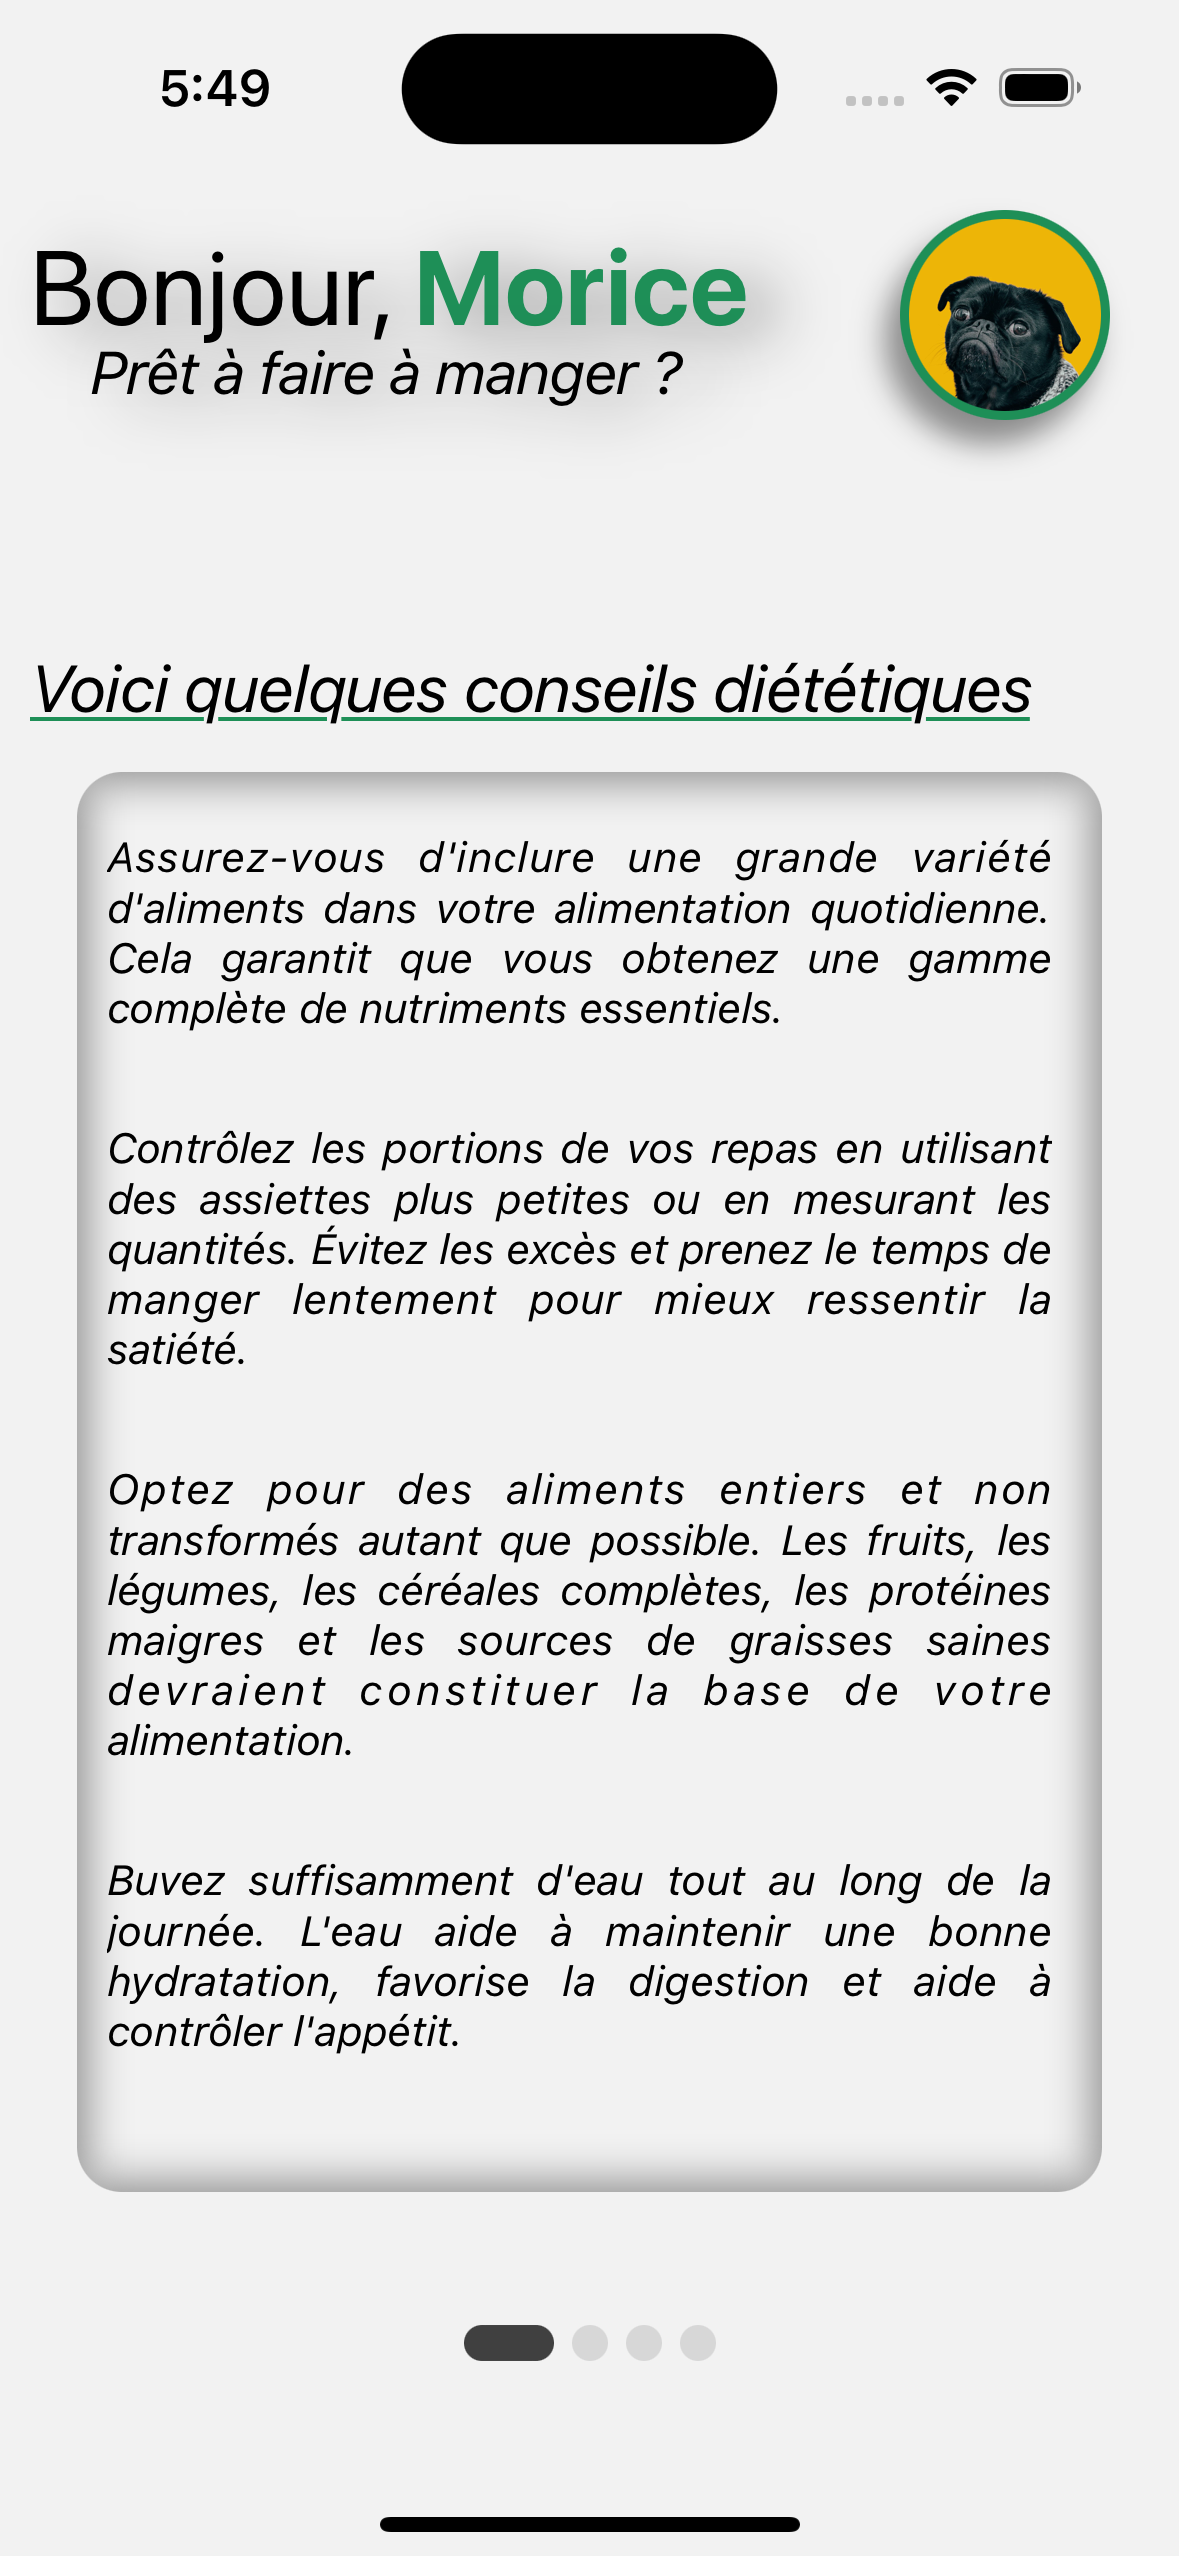 5:49
Bonjour, Morice
Prêt à faire à manger ?
Voici quelques conseils diététiques
Assurez-vous d'inclure une grande variété
d'aliments dans votre alimentation quotidienne.
Cela garantit que vous obtenez une gamme
complète de nutriments essentiels.
Contrôlez les portions de vos repas en utilisant
des assiettes plus petites ou en mesurant les
quantités. Évitez les excès et prenez le temps de
manger lentement pour mieux ressentir la
satiété.
Optez pour des aliments entiers et non
transformés autant que possible. Les fruits, les
légumes, les céréales complètes, les protéines
maigres et les sources de graisses saines
devraient constituer la base de votre
alimentation.
Buvez suffisamment d'eau tout au long de la
journée. L'eau aide à maintenir une bonne
hydratation, favorise la digestion et aide à
contrôler l'appétit.